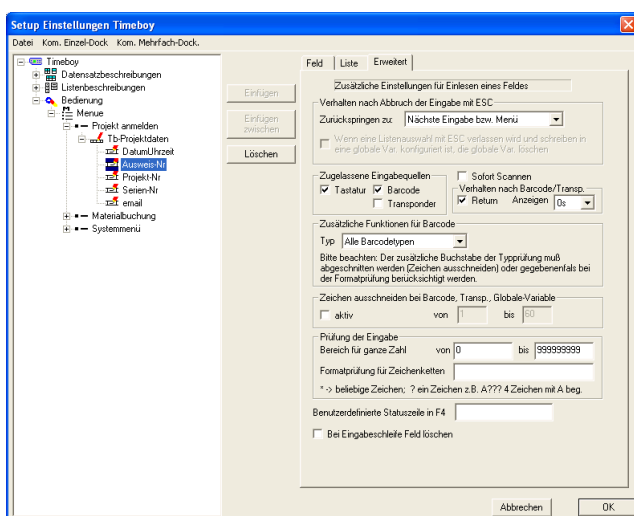 Setup Einstellungen Timeboy
Datei Kom. Einzel-Dock Kom. Mehrfach-Dock.
Timeboy
Datensatzbeschreibungen
Listenbeschreibungen
Bedienung
Menue
Projekt anmelden
Tb-Projektdaten
DatumUhrzeit
Ausweis-Nr
Projekt-Nr
Serien-Nr
email
Materialbuchung
Systemmenü
Einfügen
Einfügen
zwischen
Löschen
Feld Liste Erweitert
Zusätzliche Einstellungen für Einlesen eines Feldes
Verhalten nach Abbruch der Eingabe mit ESC
Zurückspringen zu: Nächste Eingabe bzw. Menü
Wenn eine Listenauswahl mit ESC verlassen wird und schreiben in
eine globale Var. konfiguriert ist, die globale Var. löschen
Zugelassene Eingabequellen
Tastatur Barcode
Transponder
Sofort Scannen
Verhalten nach Barcode/Transp.
Return Anzeigen 0s
Zusätzliche Funktionen für Barcode
Typ Alle Barcodetypen
Bitte beachten: Der zusätzliche Buchstabe der Typprüfung muß
abgeschnitten werden (Zeichen ausschneiden) oder gegebenenfals bei
der Formatprüfung berücksichtigt werden.
Zeichen ausschneiden bei Barcode, Transp., Globale-Variable
aktiv von 1 bis 60
Prüfung der Eingabe
Bereich für ganze Zahl von 0 bis 999999999
Formatprüfung für Zeichenketten
* -> beliebige Zeichen; ? ein Zeichen z.B. A??? 4 Zeichen mit A beg.
Benutzerdefinierte Statuszeile in F4
Bei Eingabeschleife Feld löschen
Abbrechen OK